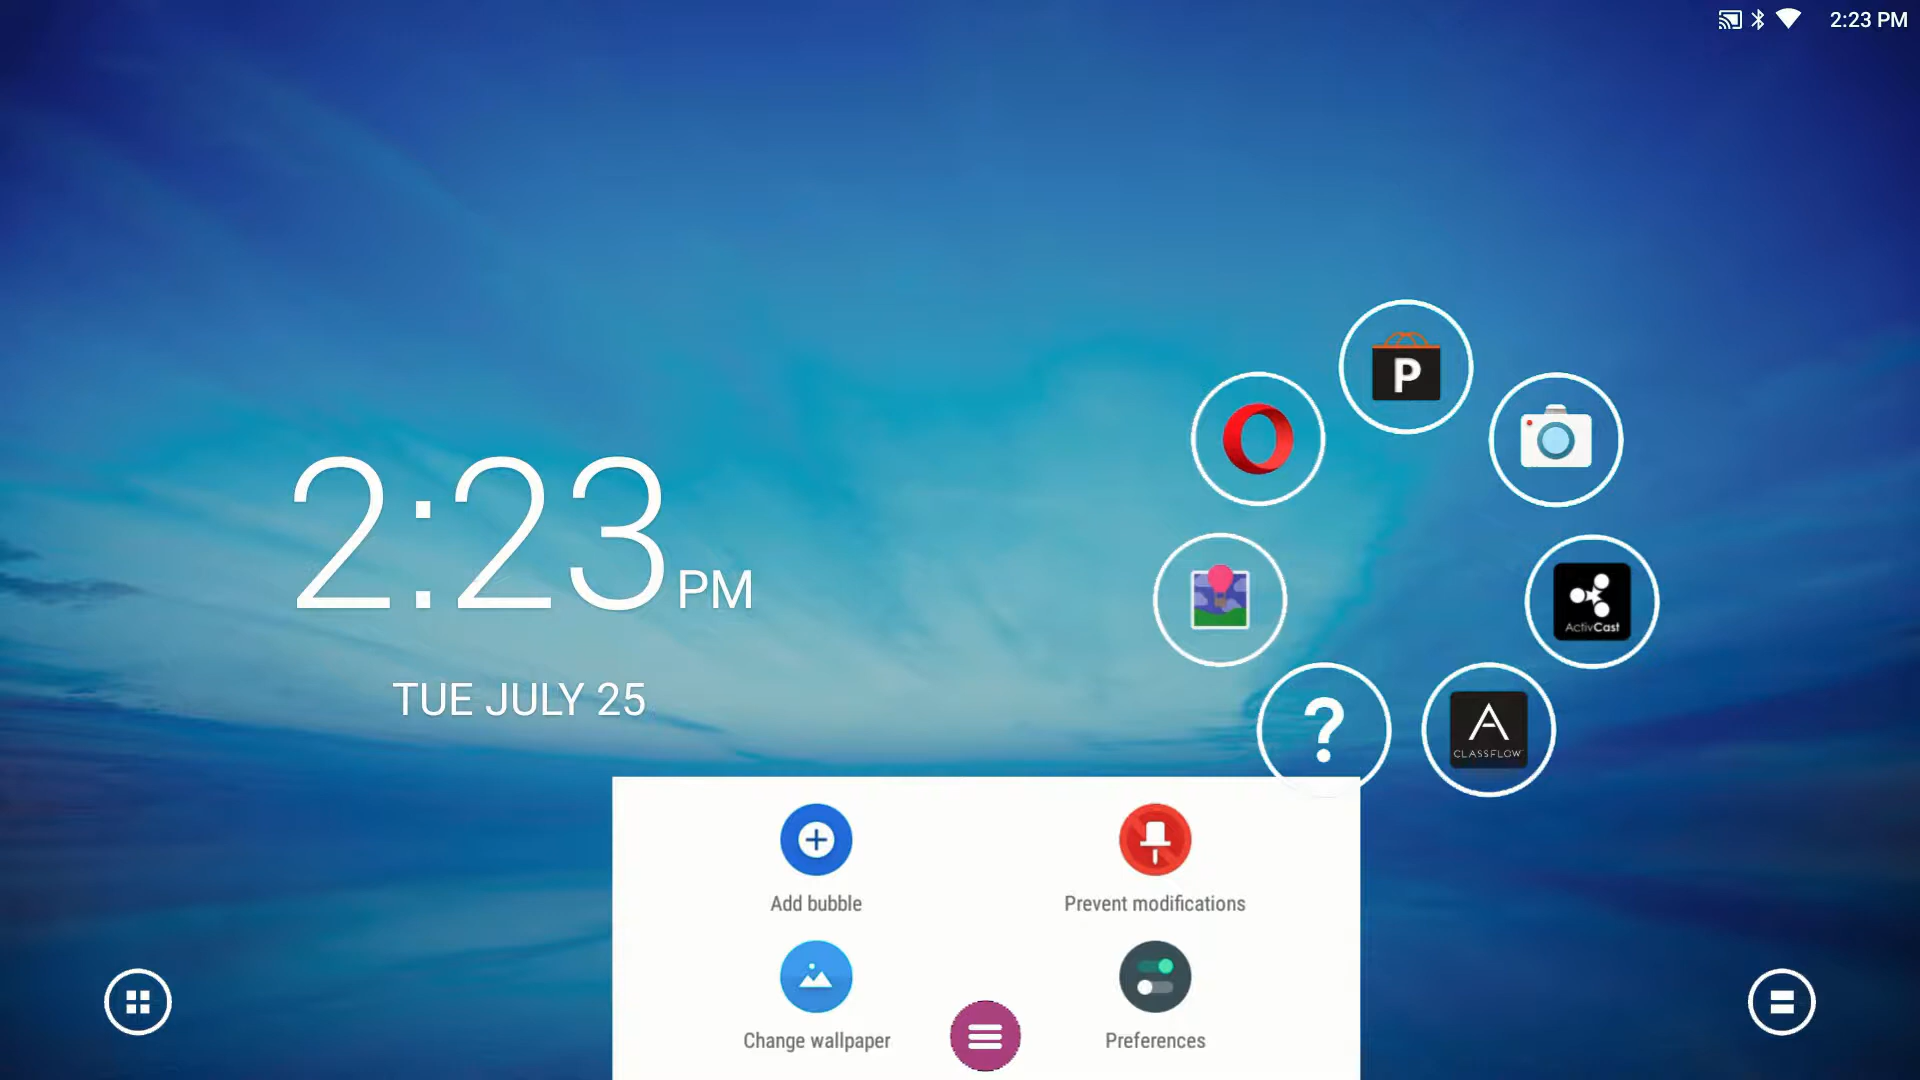 2:23 PM
P
2:23 PM
ActivCast
TUE JULY 25
?
CLASSFLOW
Add bubble
Prevent modifications
Change wallpaper
Preferences